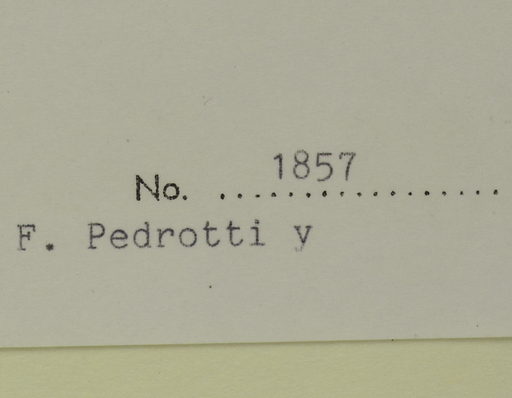 No. 1857
F. Pedrotti y